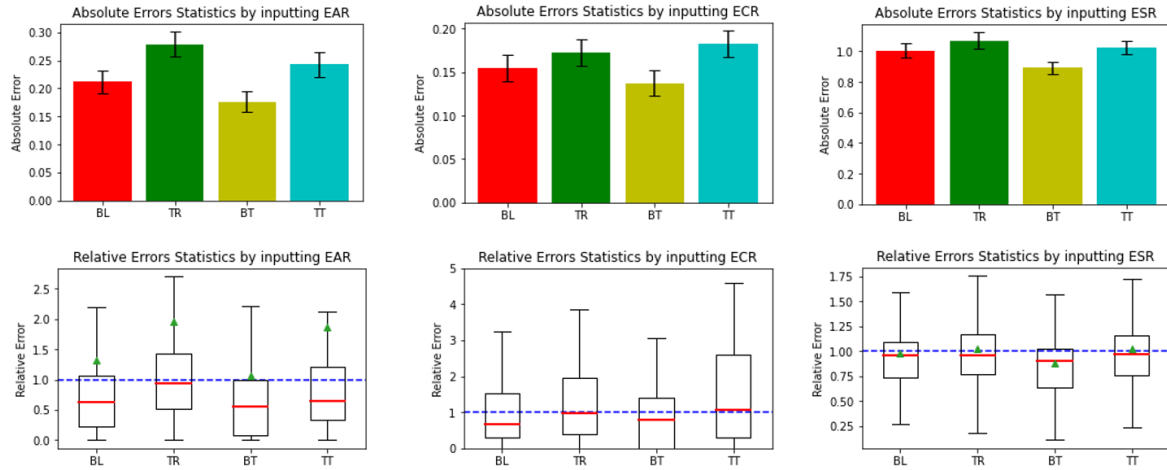 Absolute Errors Statistics by inputting EAR
Absolute Error
0.30
0.25
0.20
0.15
0.10
0.05
0.00
BL TR BT TT
Absolute Errors Statistics by inputting ECR
Absolute Error
0.20
0.15
0.10
0.05
0.00
BL TR BT TT
Absolute Errors Statistics by inputting ESR
Absolute Error
1.0
0.8
0.6
0.4
0.2
0.0
BL TR BT TT
Relative Errors Statistics by inputting EAR
Relative Error
2.5
2.0
1.5
1.0
0.5
0.0
BL TR BT TT
Relative Errors Statistics by inputting ECR
Relative Error
5
4
3
2
1
0
BL TR BT TT
Relative Errors Statistics by inputting ESR
Relative Error
1.75
1.50
1.25
1.00
0.75
0.50
0.25
BL TR BT TT